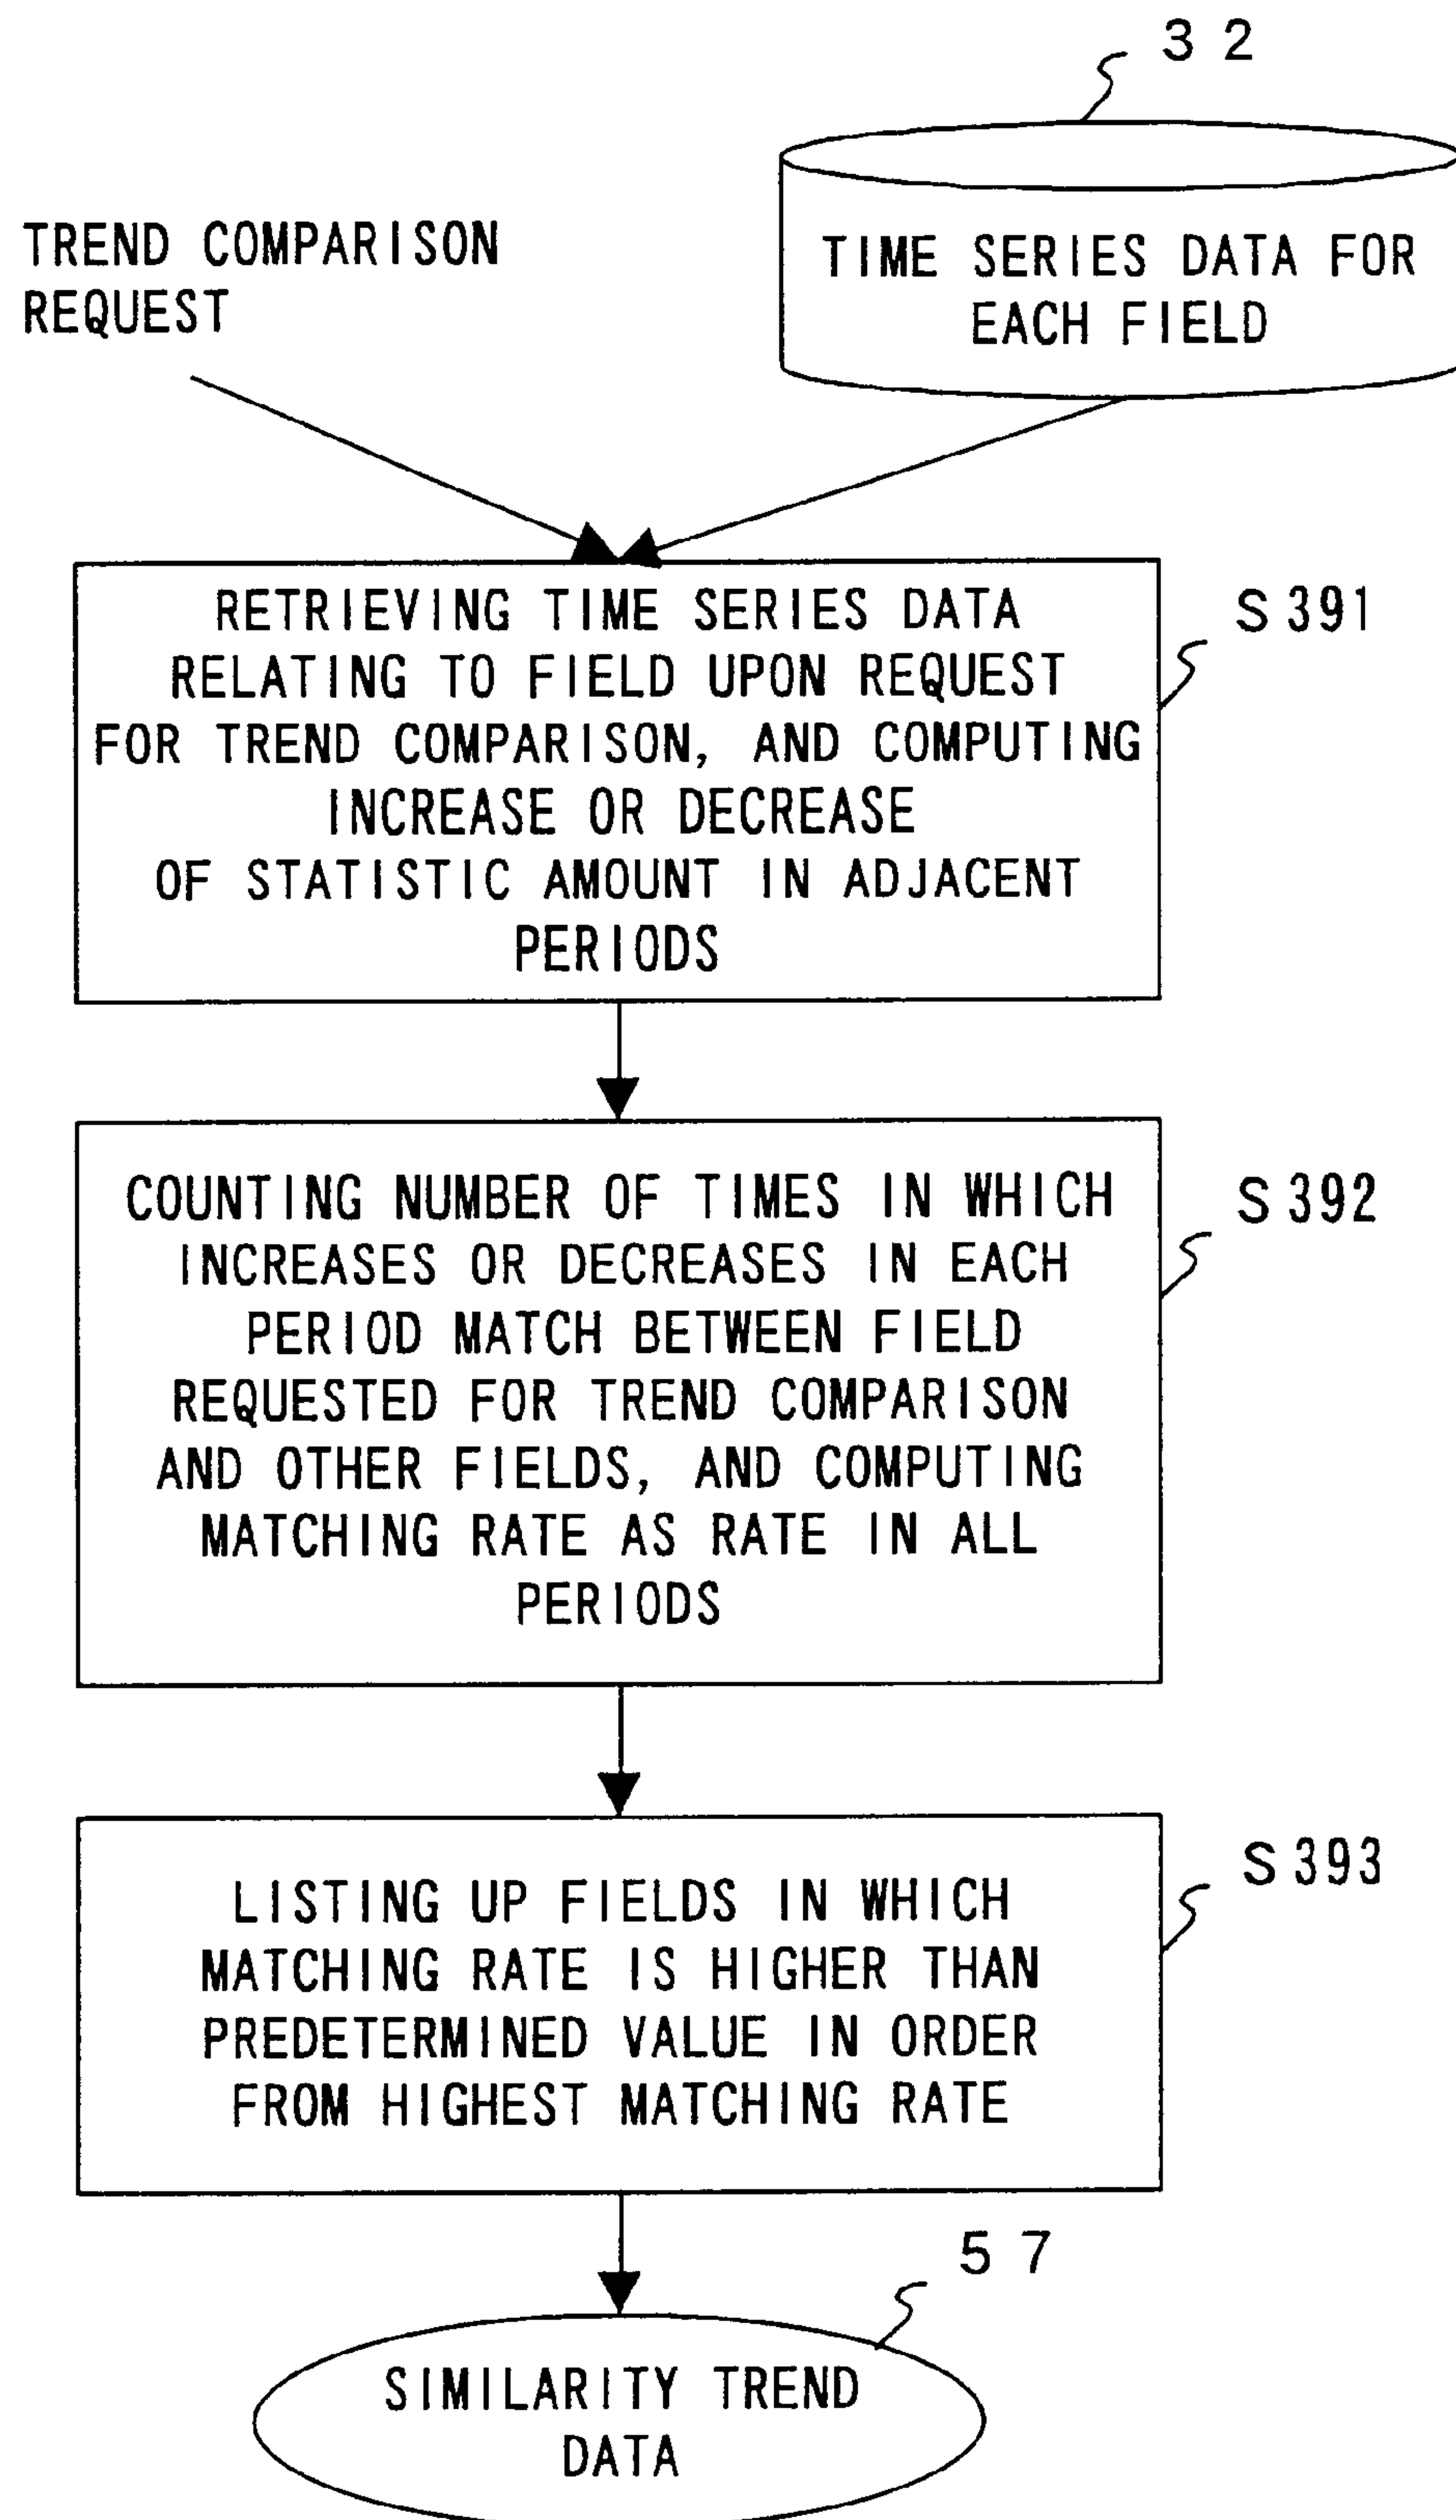 32
TREND COMPARISON
REQUEST
TIME SERIES DATA FOR
EACH FIELD
RETRIEVING TIME SERIES DATA
RELATING TO FIELD UPON REQUEST
FOR TREND COMPARISON, AND COMPUTING
INCREASE OR DECREASE
OF STATISTIC AMOUNT IN ADJACENT
PERIODS
S391
COUNTING NUMBER OF TIMES IN WHICH
INCREASES OR DECREASES IN EACH
PERIOD MATCH BETWEEN FIELD
REQUESTED FOR TREND COMPARISON
AND OTHER FIELDS, AND COMPUTING
MATCHING RATE AS RATE IN ALL
PERIODS
S392
LISTING UP FIELDS IN WHICH
MATCHING RATE IS HIGHER THAN
PREDETERMINED VALUE IN ORDER
FROM HIGHEST MATCHING RATE
S393
57
SIMILARITY TREND
DATA